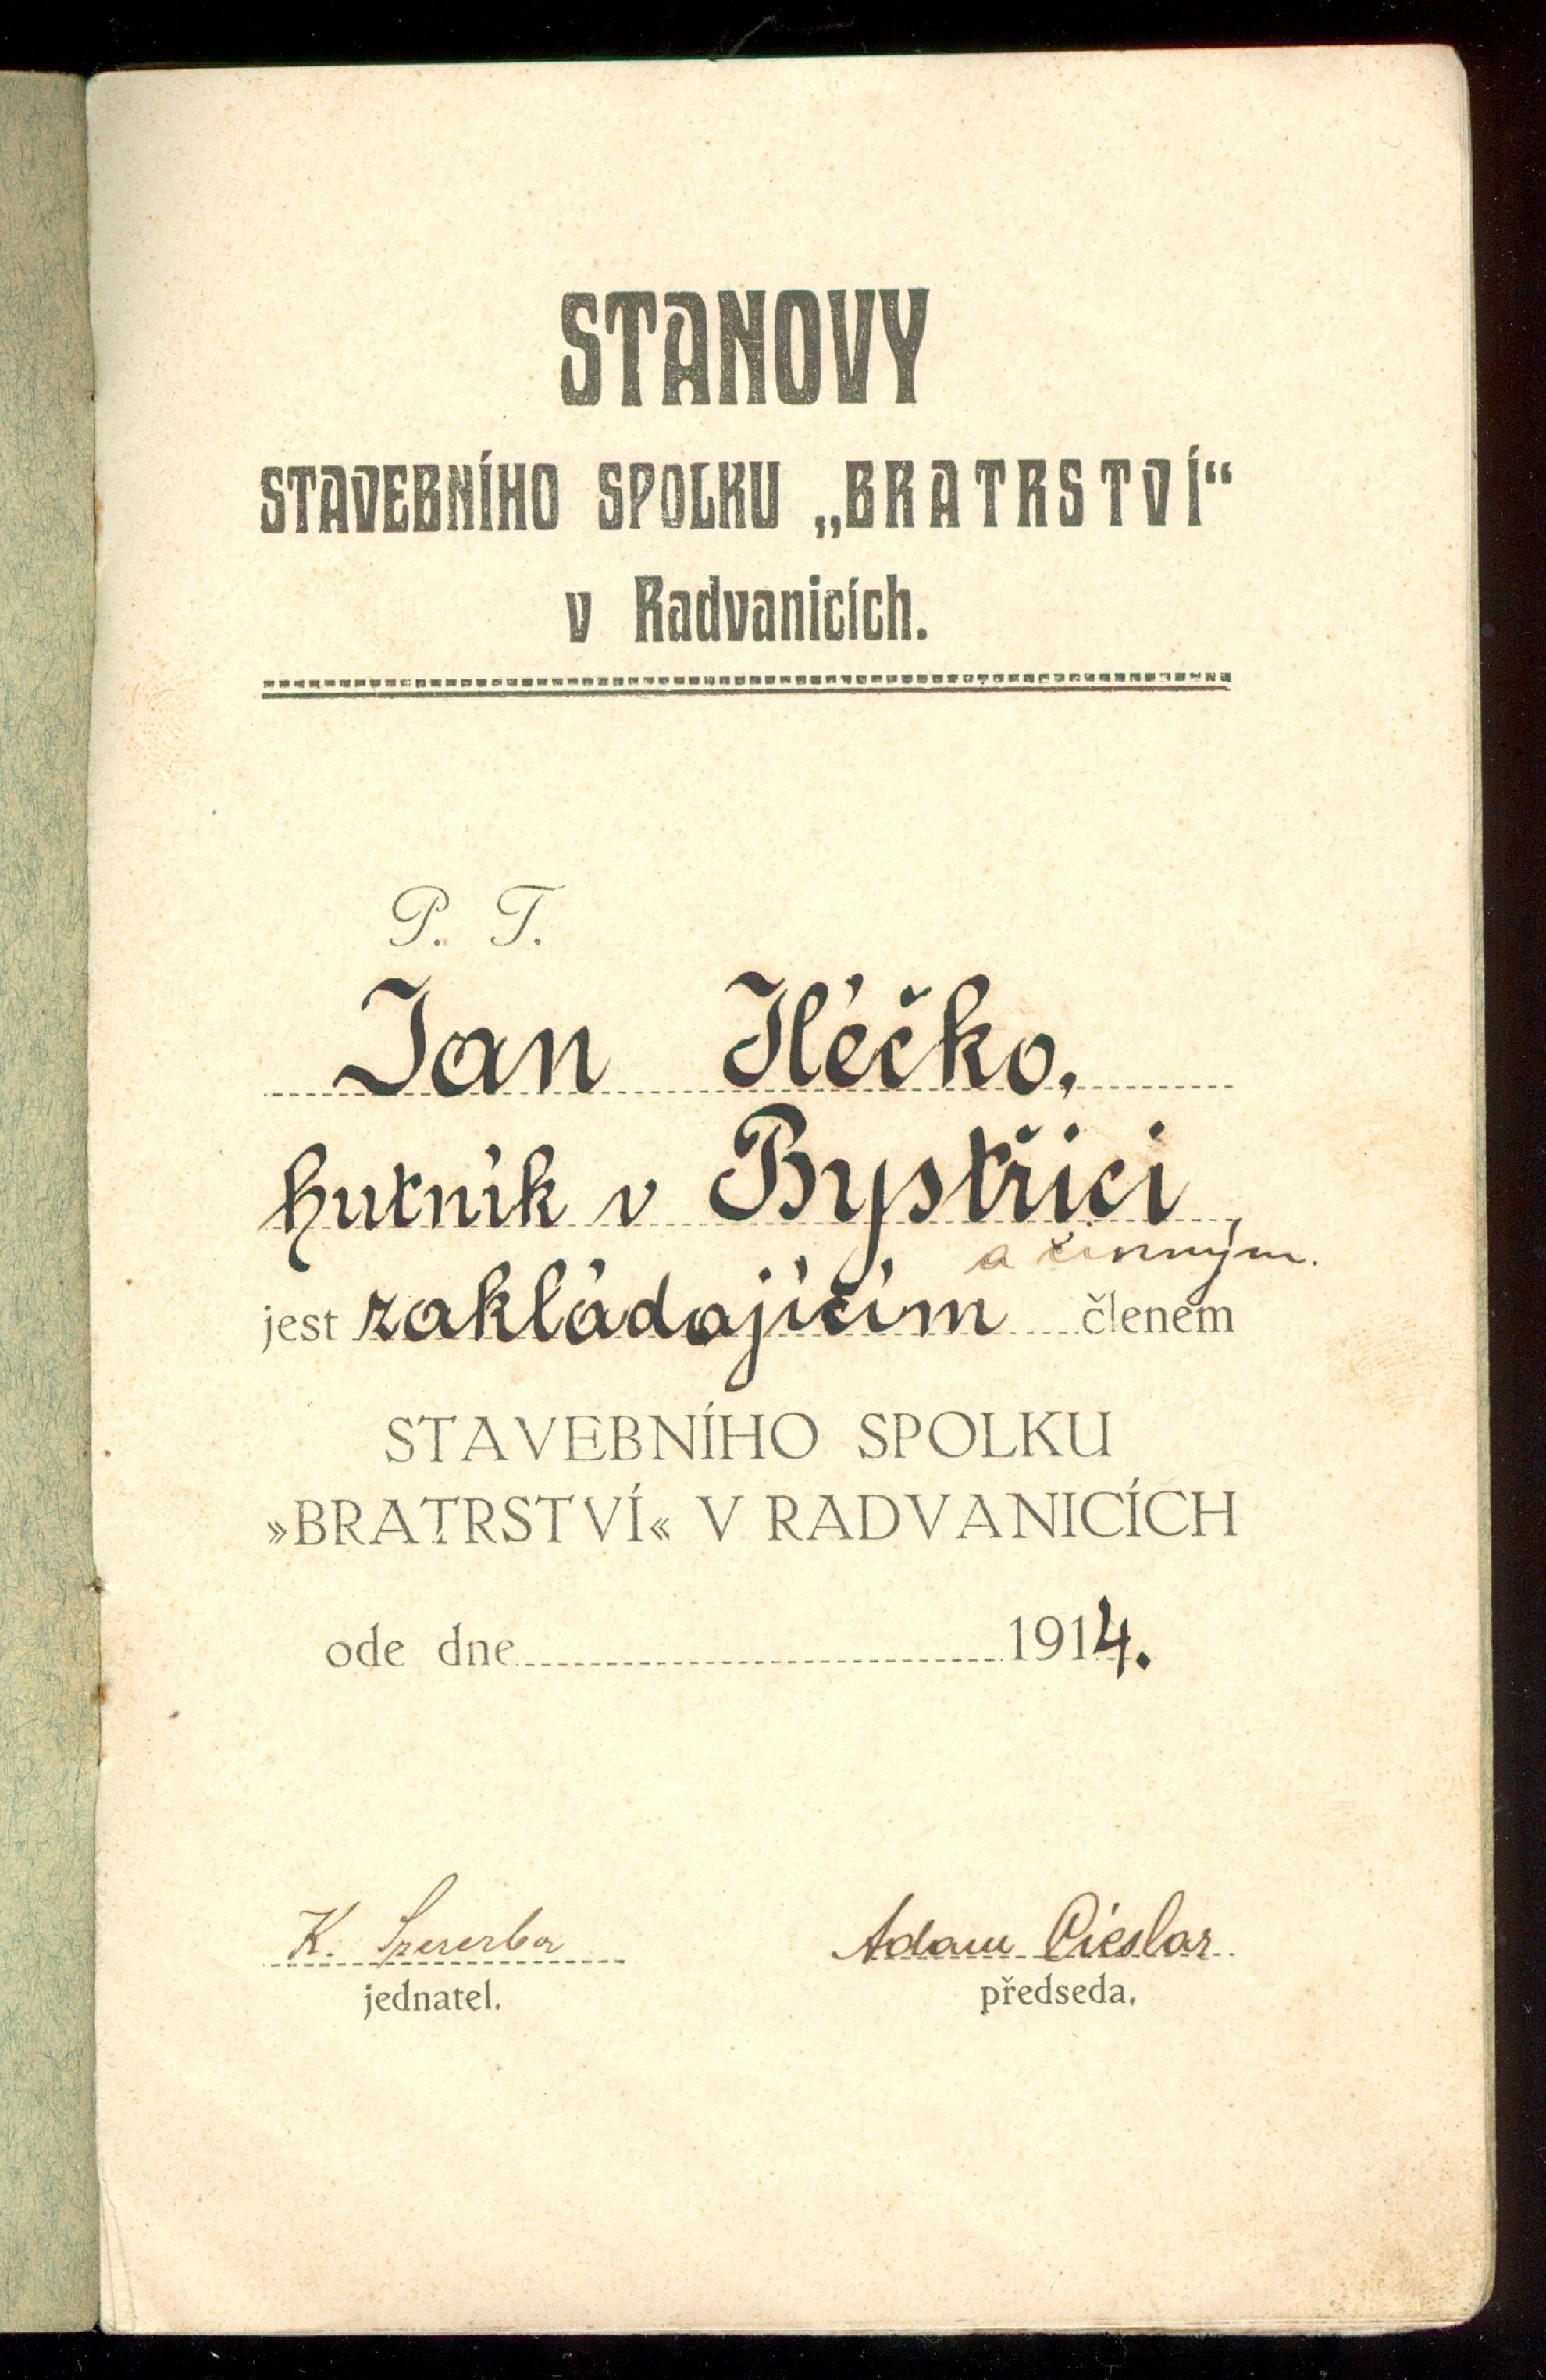 STANOVY
STAVEBNÍHO SPOLKU „BRATRSTVÍ“
v Radvanicích.
P. T.
Jan Héčko,
hutník v Bystřici,
a činným.
jest zakládajícím členem
STAVEBNÍHO SPOLKU
»BRATRSTVÍ« V RADVANICÍCH
ode dne 1914.
K. Adam Cieslar
jednatel. předseda.